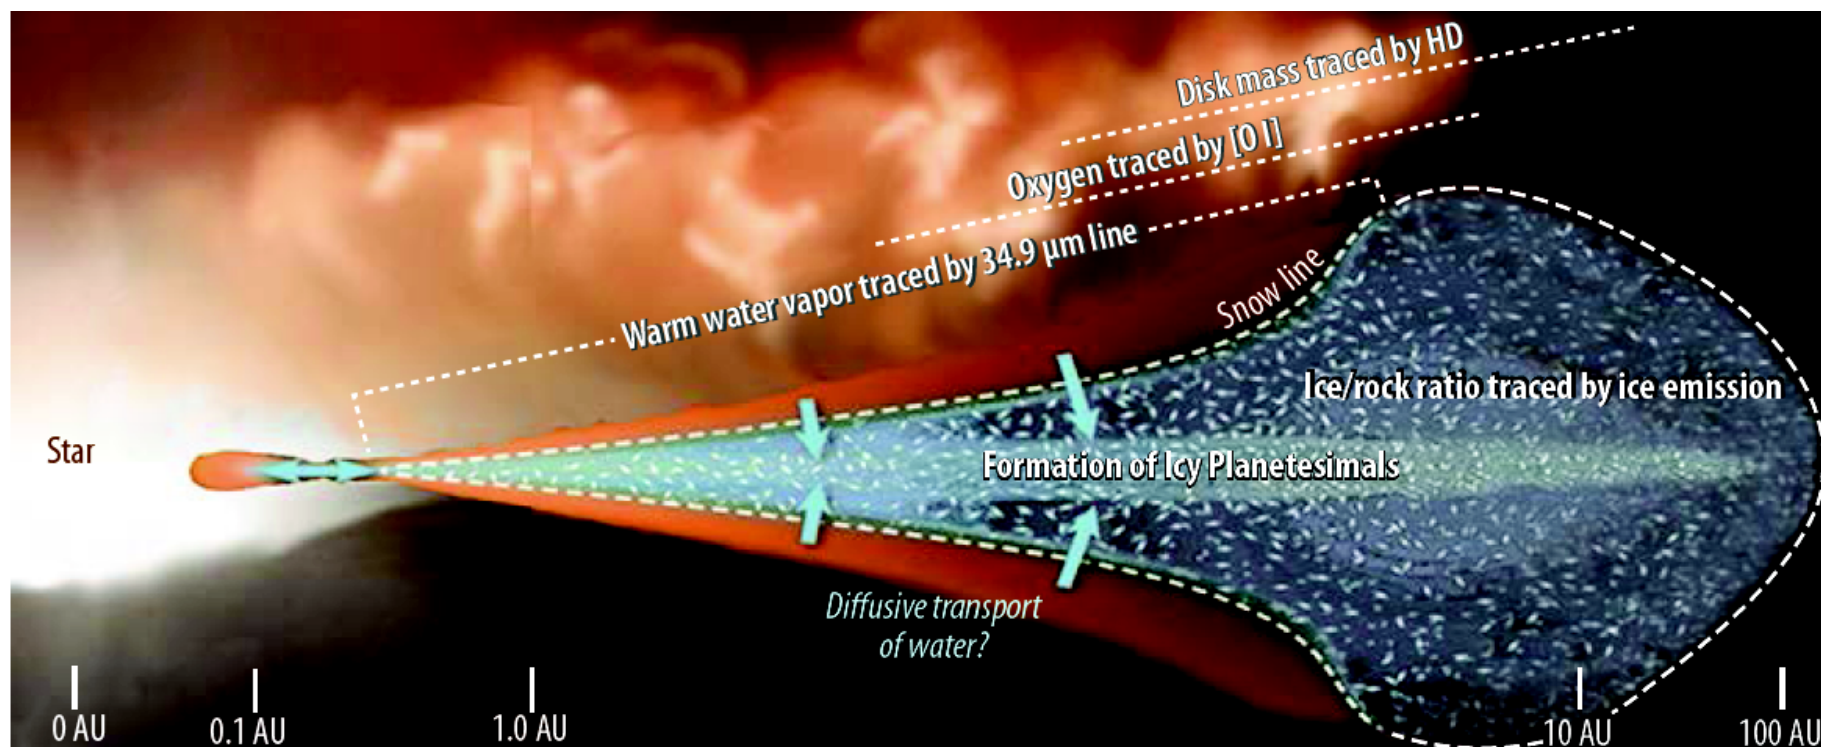 Disk mass traced by HD
Oxygen traced by [O I]
Warm water vapor traced by 34.9 µm line
Snow line
Ice/rock ratio traced by ice emission
Star
Formation of Icy Planetesimals
Diffusive transport
of water?
0 AU
0.1 AU
1.0 AU
10 AU
100 AU